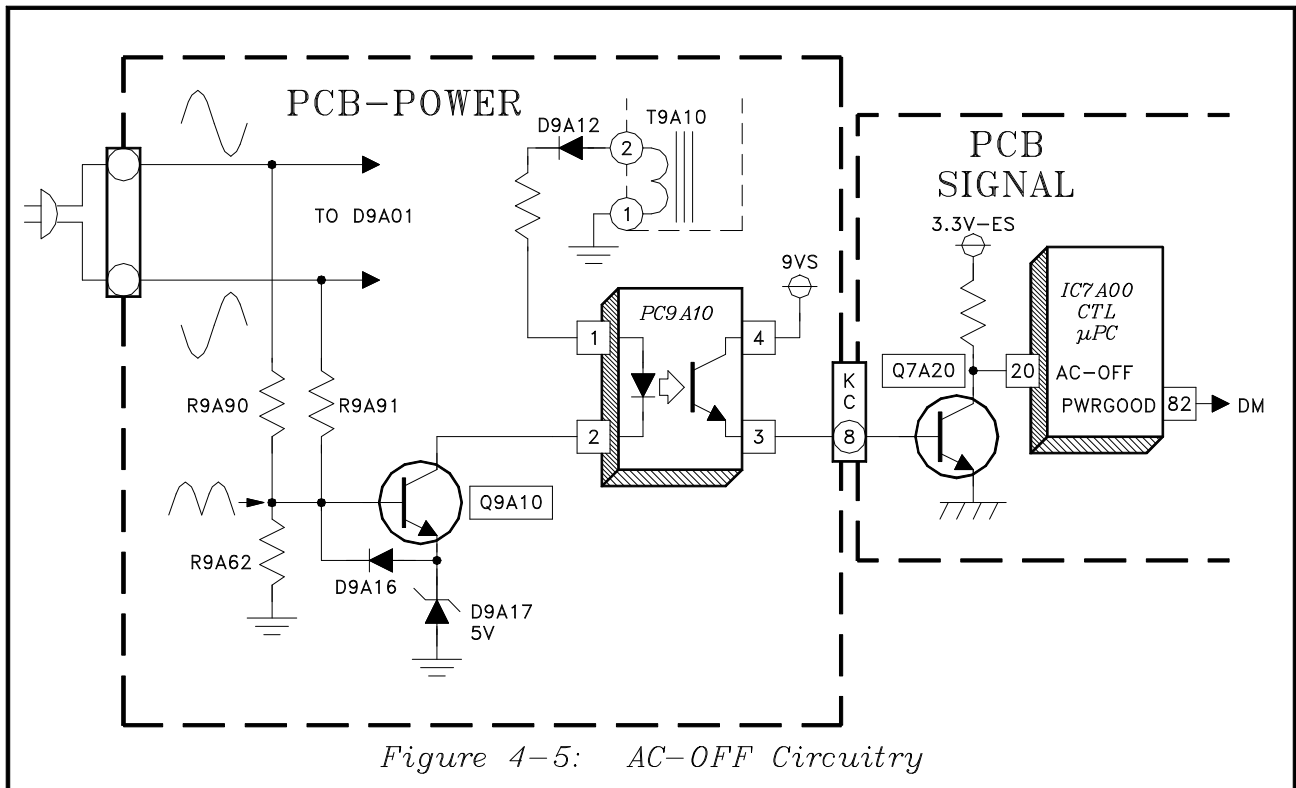 PCB-POWER
D9A12
T9A10
2
1
TO D9A01
PCB
SIGNAL
3.3V-ES
9VS
PC9A10
1
4
2
3
IC7A00
CTL
µPC
K
C
8
Q7A20
20
AC-OFF
PWRGOOD
82
DM
R9A90
R9A91
Q9A10
R9A62
D9A16
D9A17
5V
Figure 4-5: AC-OFF Circuitry